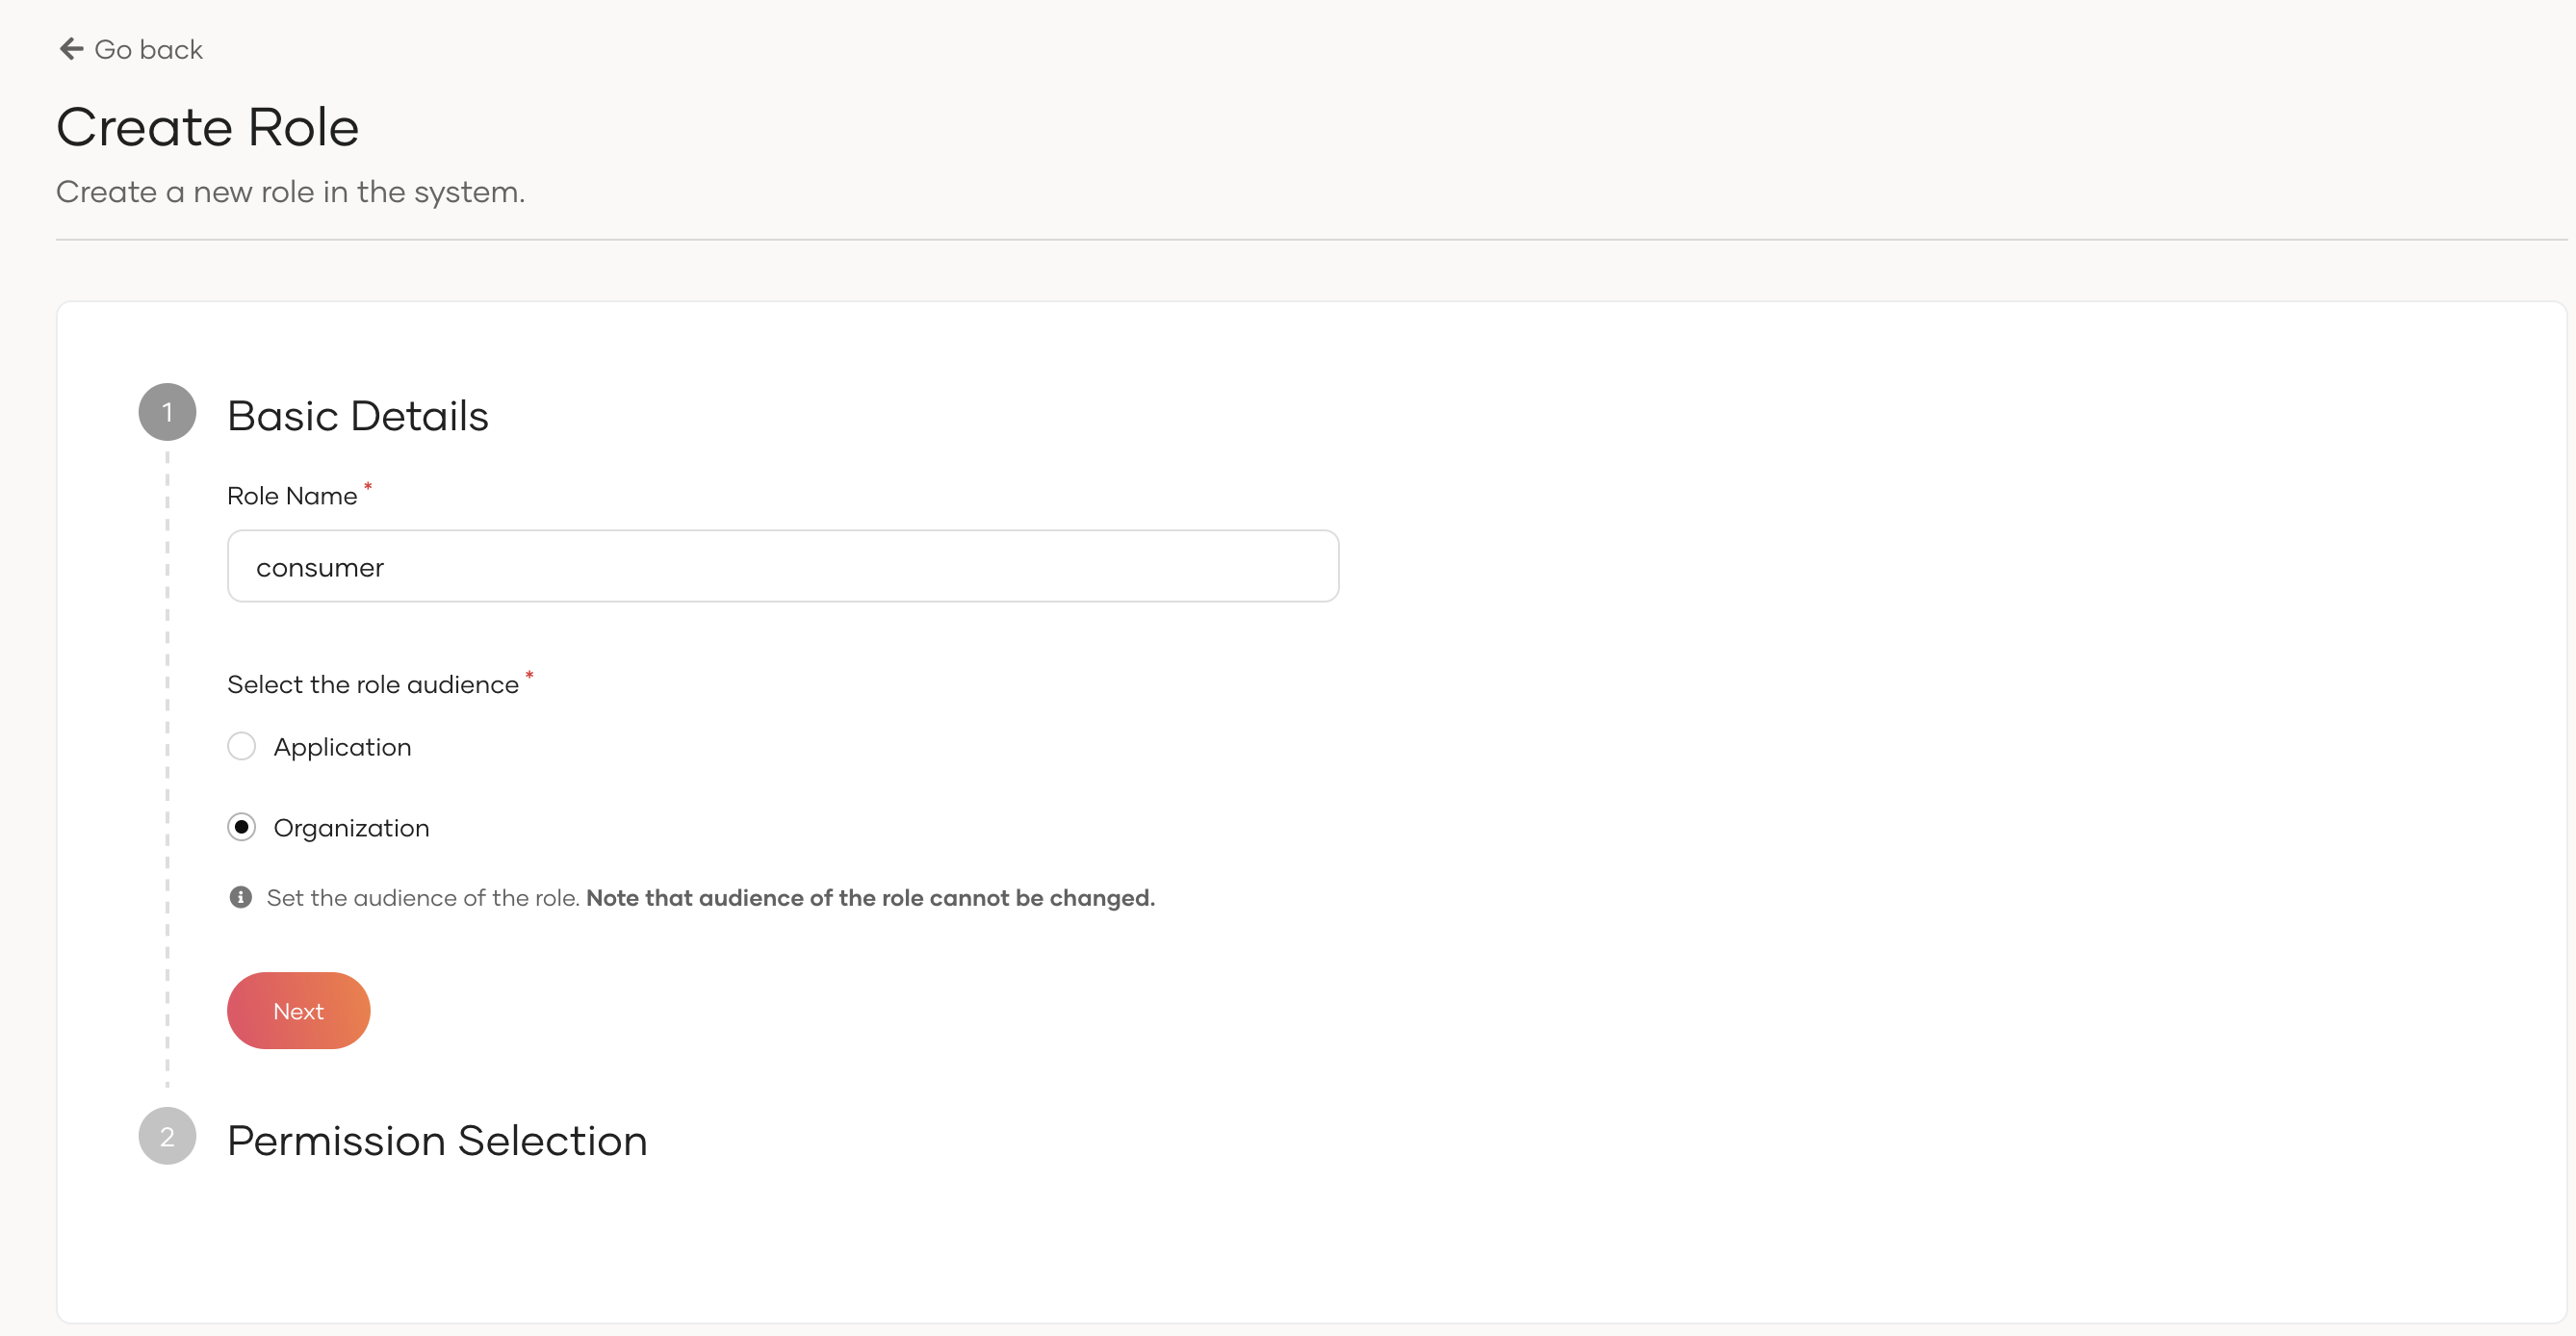 Go back
Create Role
Create a new role in the system.
1
Basic Details
Role Name *
consumer
Select the role audience *
Application
Organization
Set the audience of the role. Note that audience of the role cannot be changed.
Next
2
Permission Selection